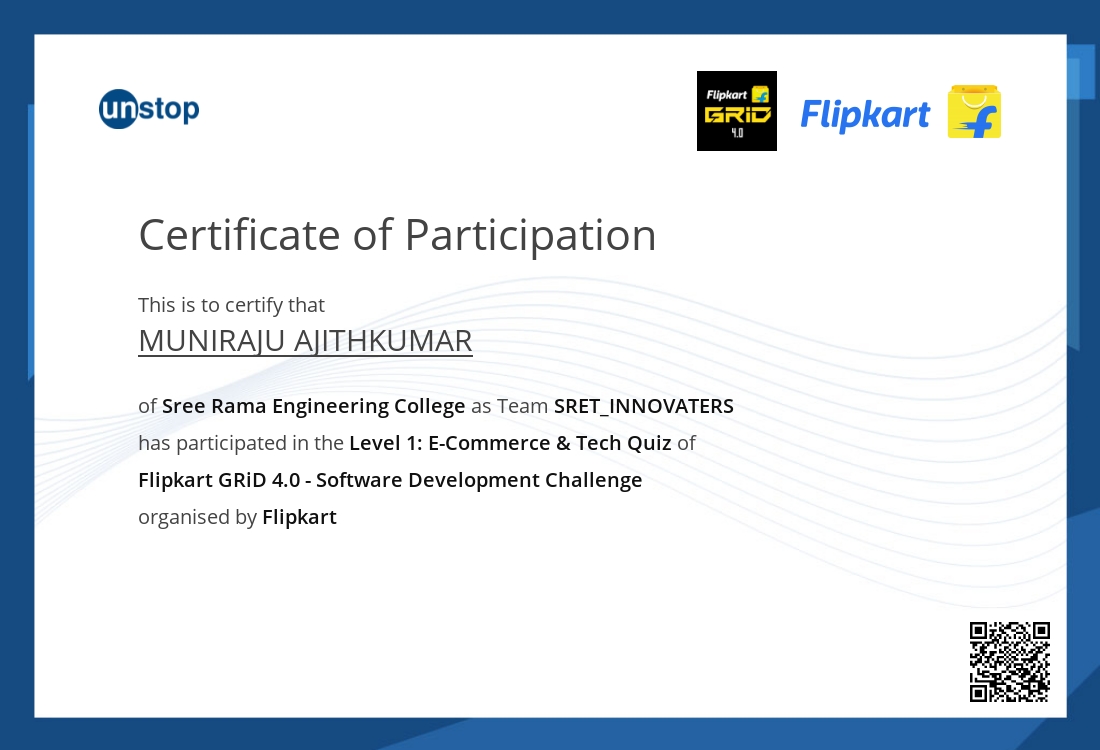 unstop
Flipkart
GRiD
4.0
Flipkart
Certificate of Participation
This is to certify that
MUNIRAJU AJITHKUMAR
of Sree Rama Engineering College as Team SRET_INNOVATERS
has participated in the Level 1: E-Commerce & Tech Quiz of
Flipkart GRiD 4.0 - Software Development Challenge
organised by Flipkart